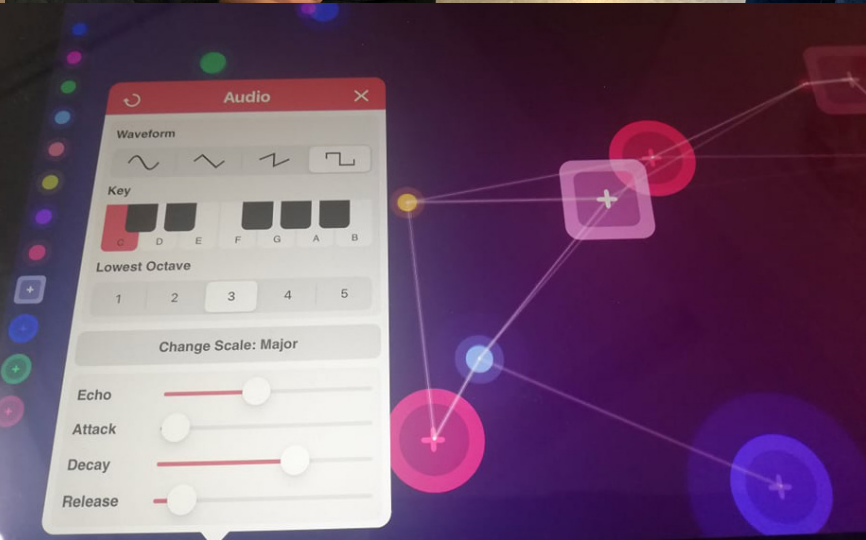 Audio
Waveform
Key
C D E F G A B
Lowest Octave
1 2 3 4 5
Change Scale: Major
Echo
Attack
Decay
Release